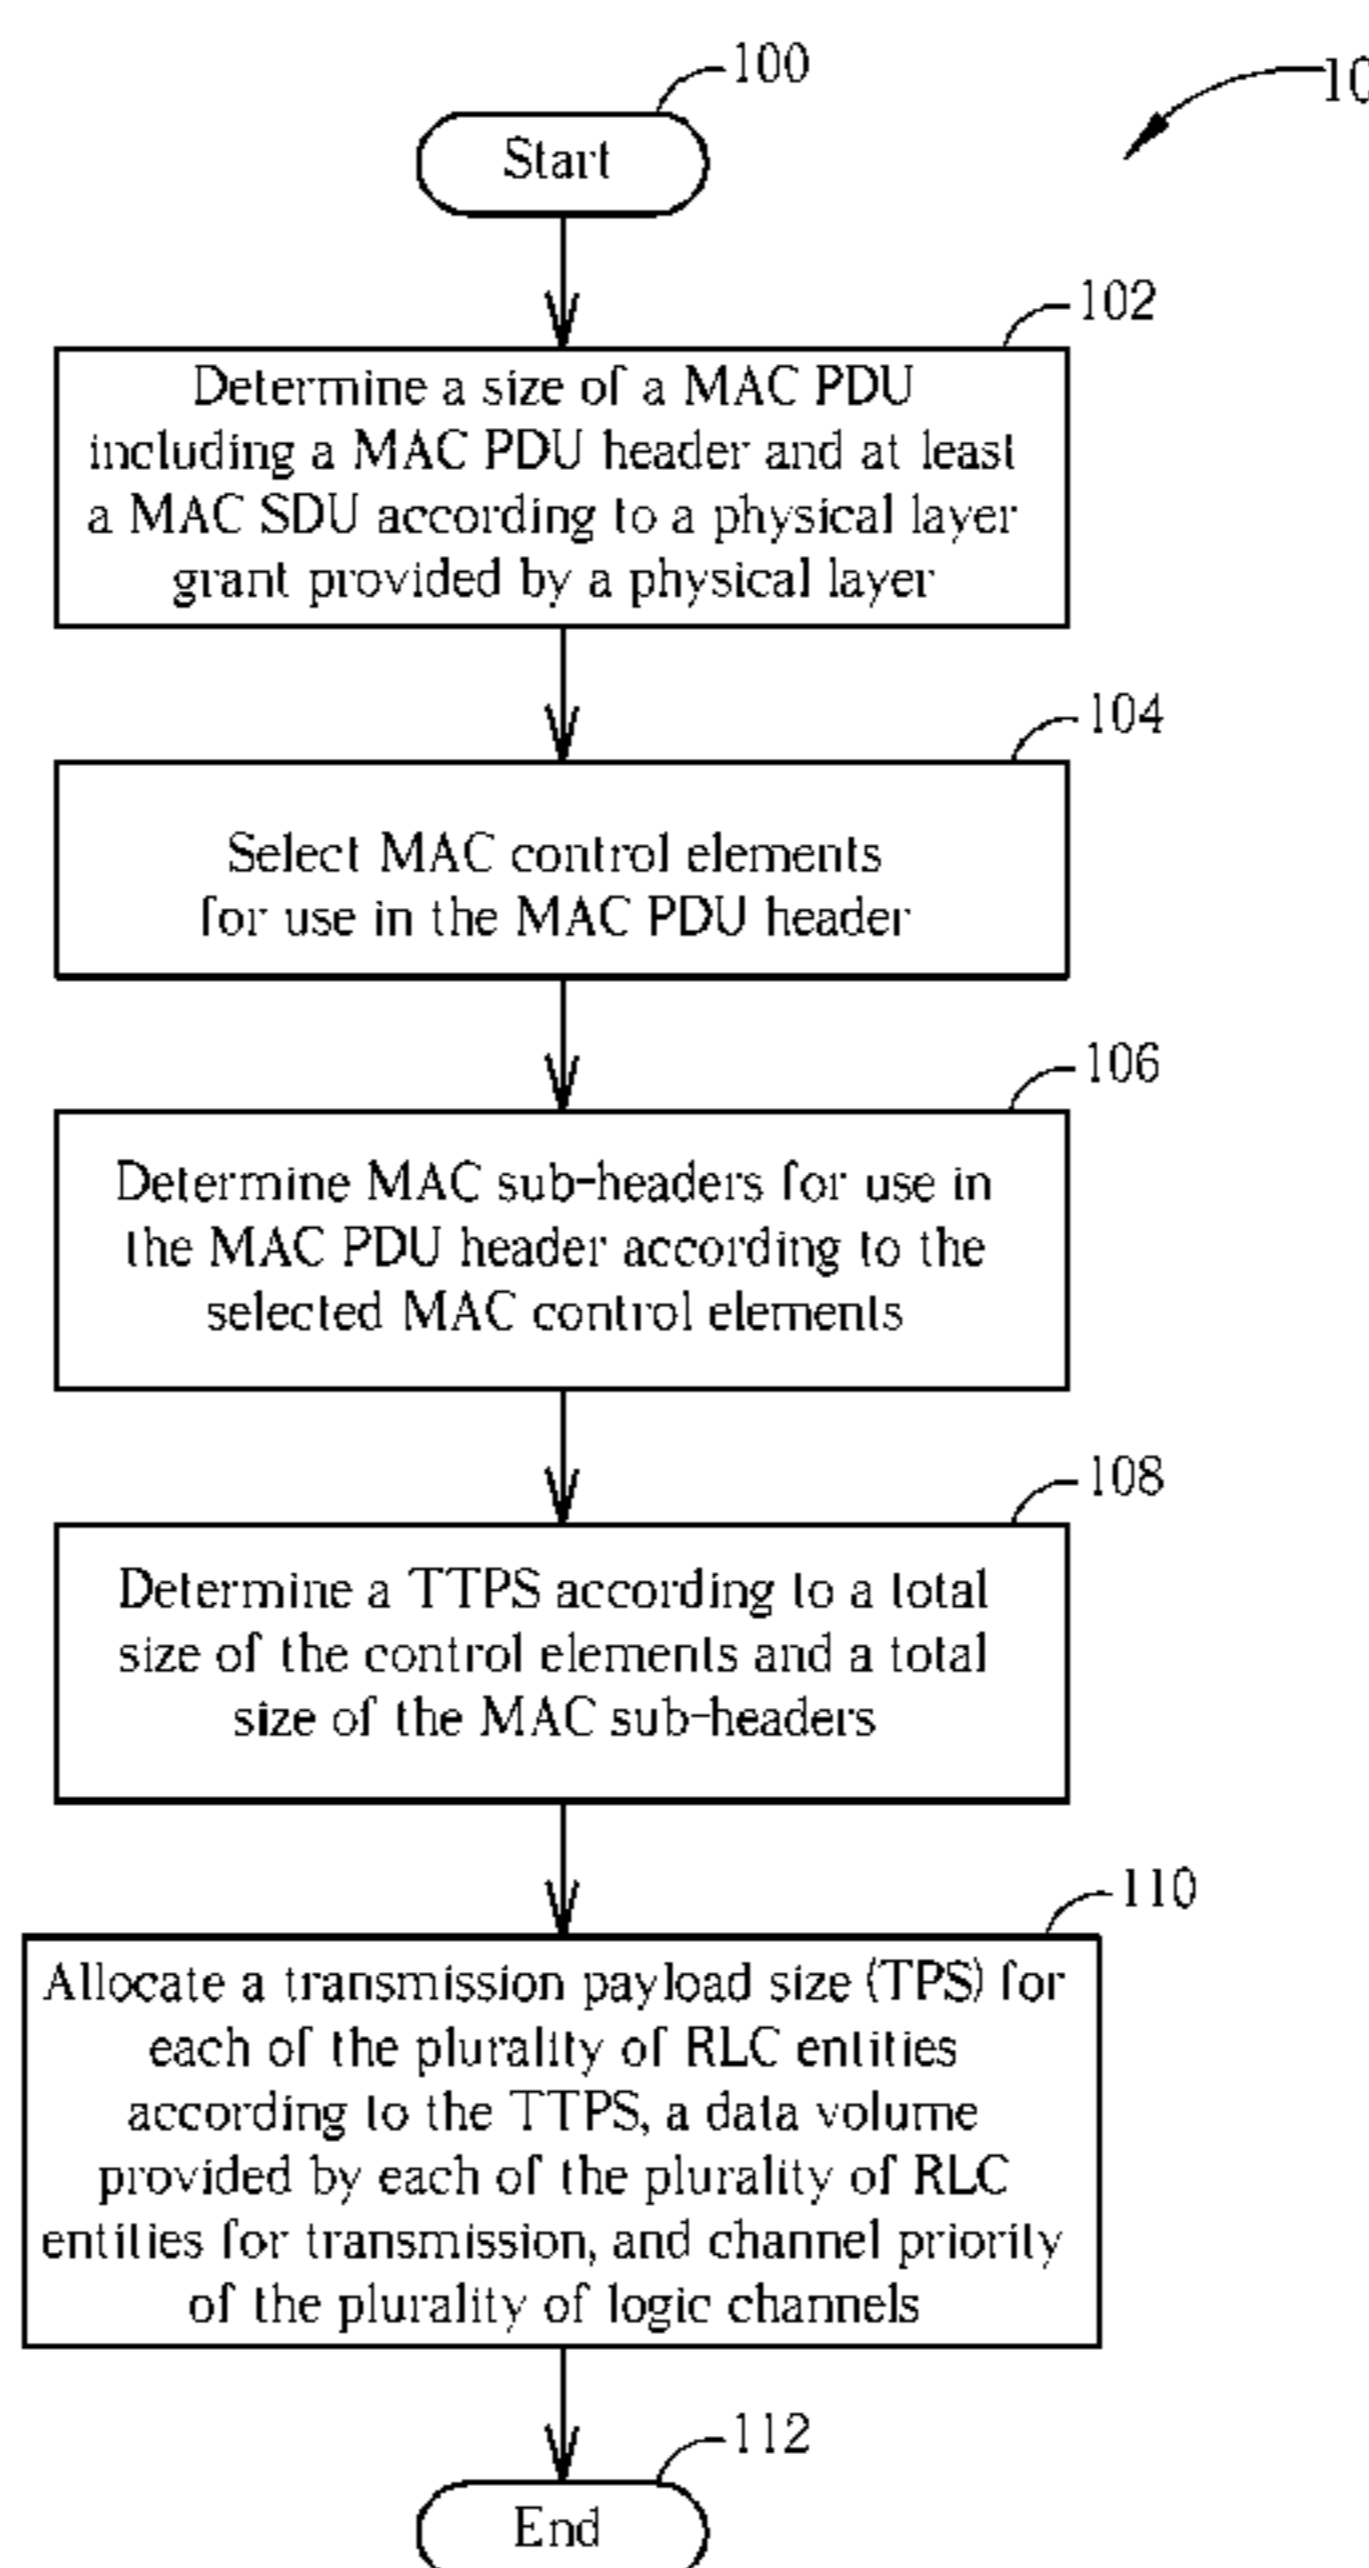 100
10
Start
102
Determine a size of a MAC PDU
including a MAC PDU header and at least
a MAC SDU according to a physical layer
grant provided by a physical layer
104
Select MAC control elements
for use in the MAC PDU header
106
Determine MAC sub-headers for use in
the MAC PDU header according to the
selected MAC control elements
108
Determine a TTPS according to a total
size of the control elements and a total
size of the MAC sub-headers
110
Allocate a transmission payload size (TPS) for
each of the plurality of RLC entities
according to the TTPS, a data volume
provided by each of the plurality of RLC
entities for transmission, and channel priority
of the plurality of logic channels
112
End